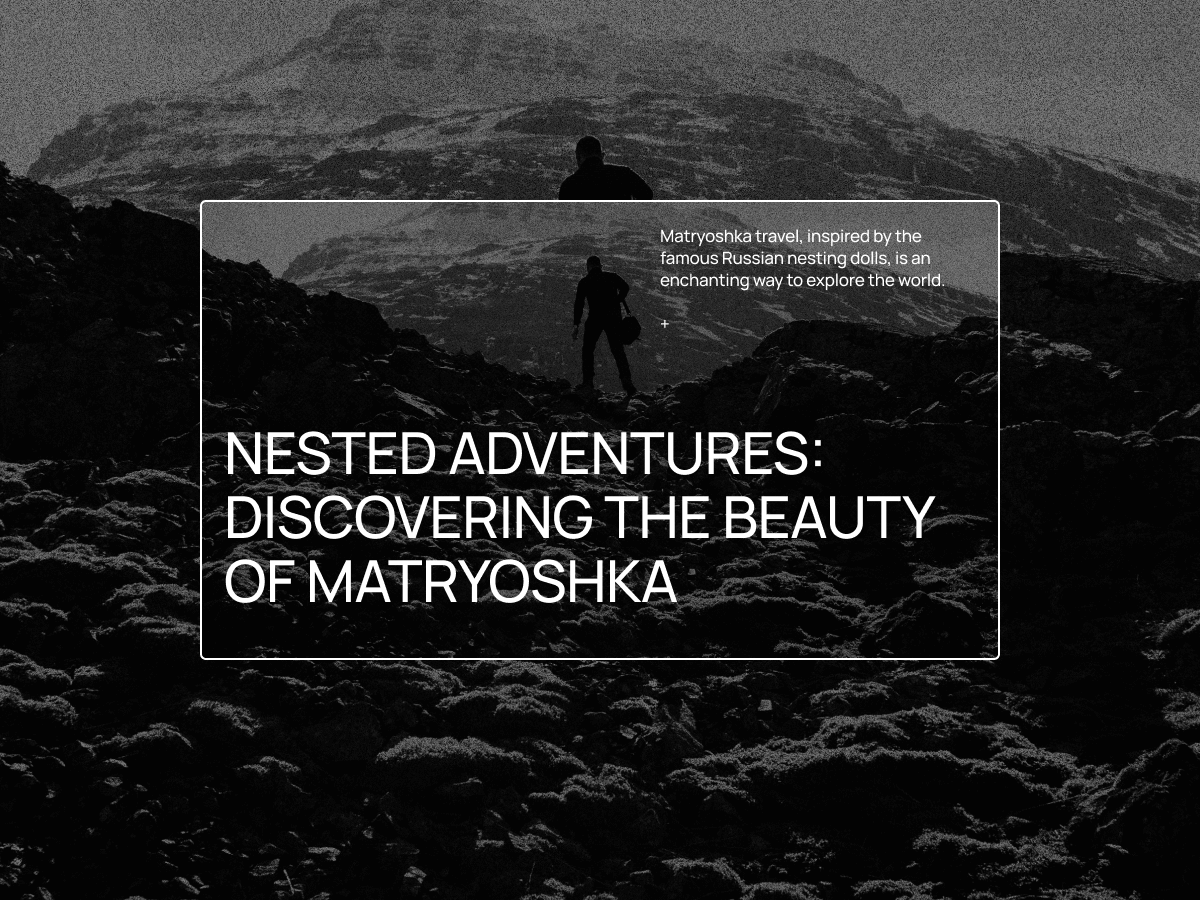 Matryoshka travel, inspired by the
famous Russian nesting dolls, is an
enchanting way to explore the world.
+
NESTED ADVENTURES:
DISCOVERING THE BEAUTY
OF MATRYOSHKA